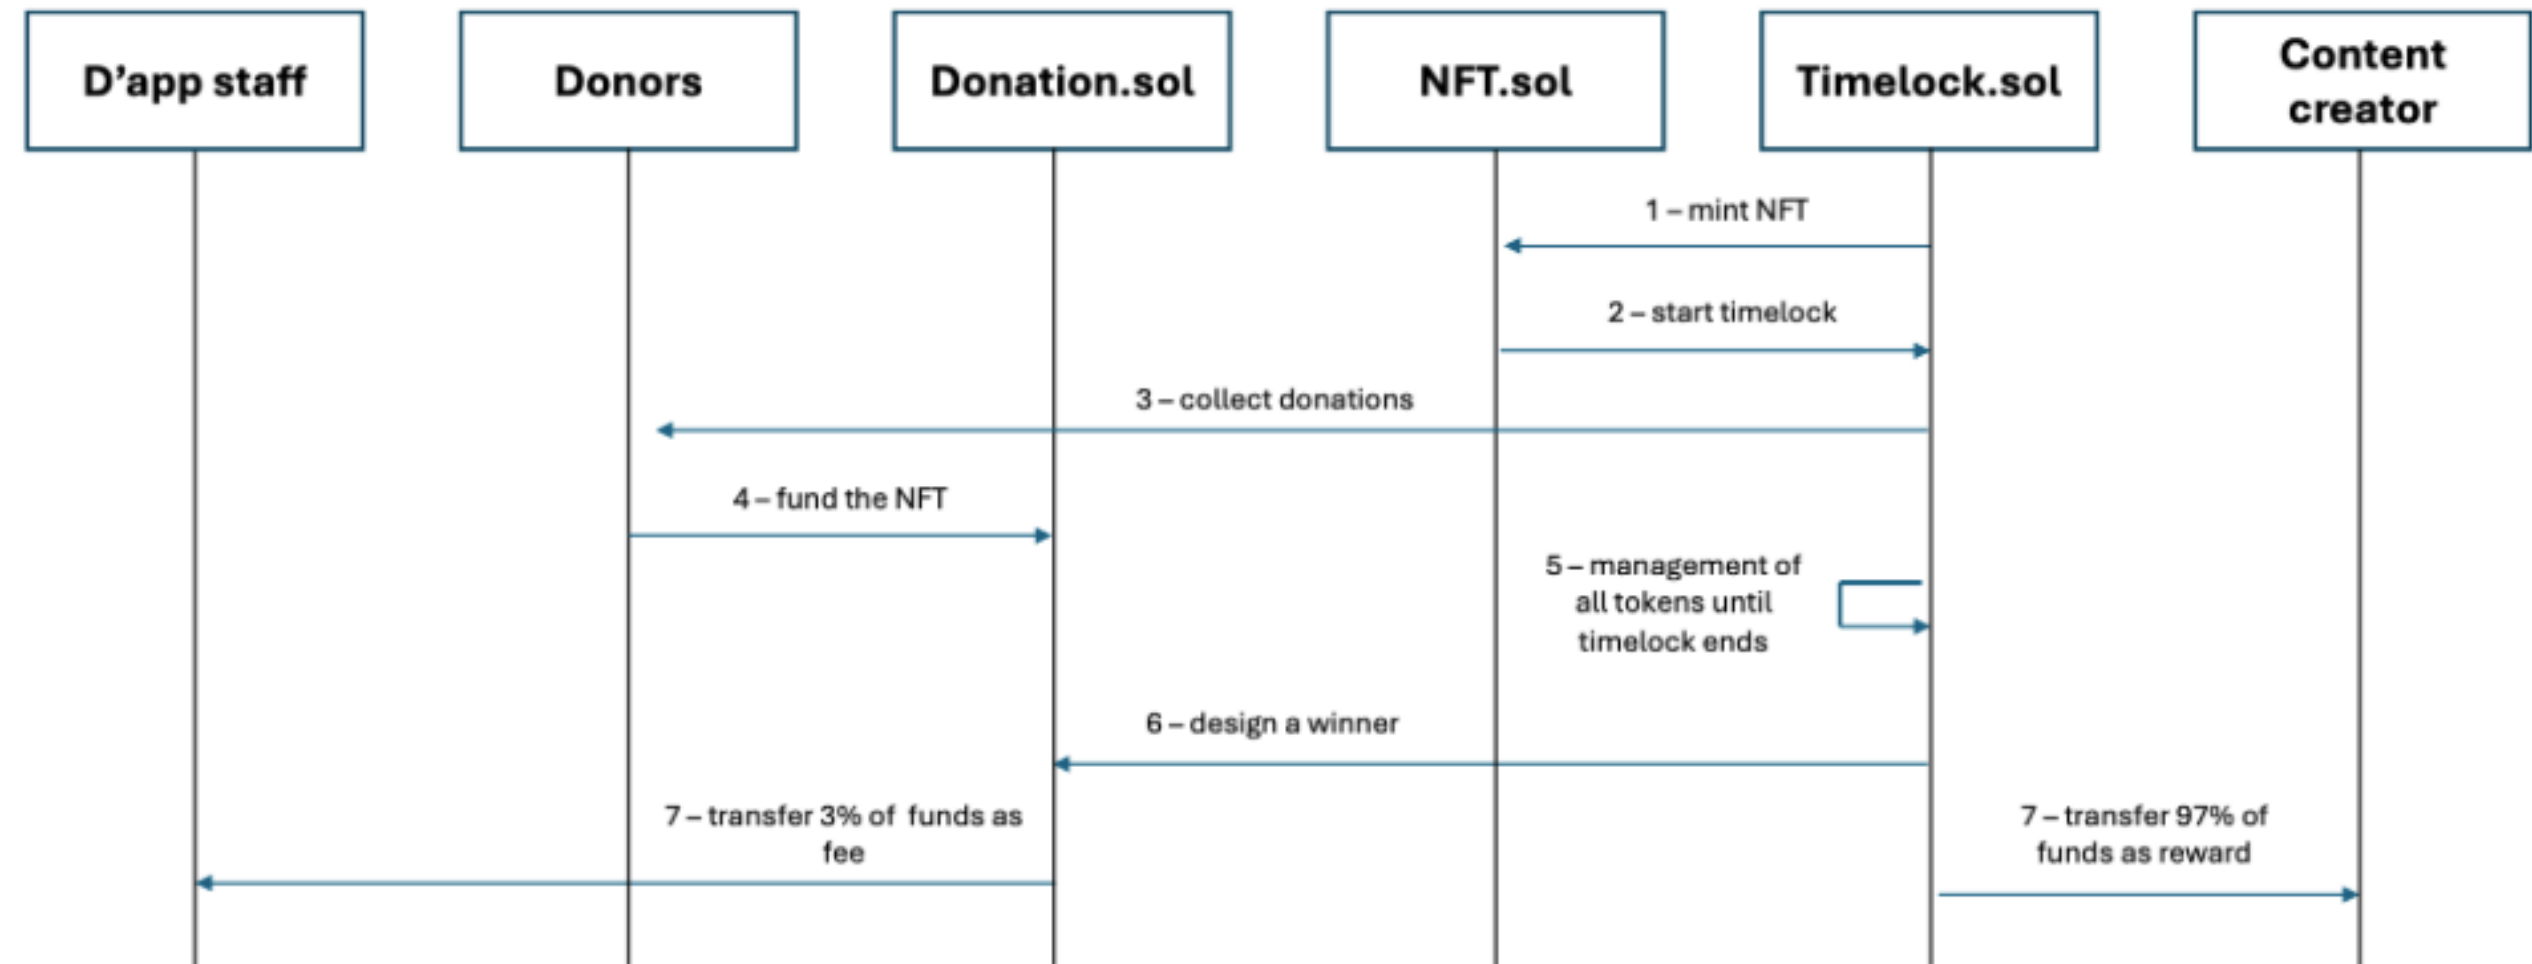 D'app staff
Donors
Donation.sol
NFT.sol
Timelock.sol
Content
creator
1 – mint NFT
2 – start timelock
3 – collect donations
4 – fund the NFT
5 – management of
all tokens until
timelock ends
6 – design a winner
7 – transfer 3% of funds as
fee
7 – transfer 97% of
funds as reward